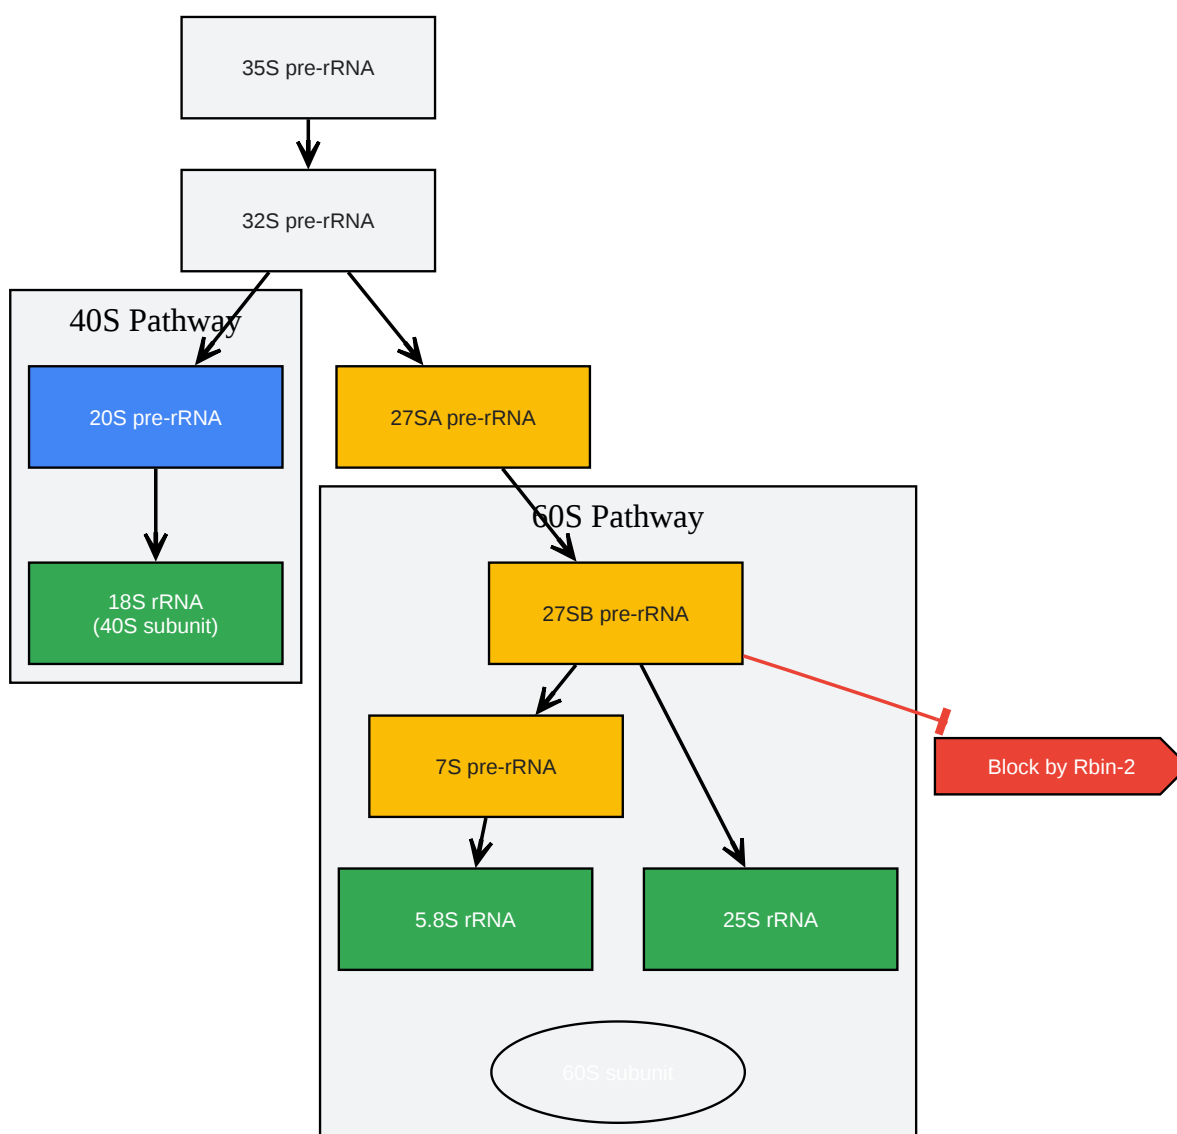 35S pre-rRNA
32S pre-rRNA
40S Pathway
20S pre-rRNA
27SA pre-rRNA
60S Pathway
18S rRNA
(40S subunit)
27SB pre-rRNA
7S pre-rRNA
Block by Rbin-2
5.8S rRNA
25S rRNA
60S subunit